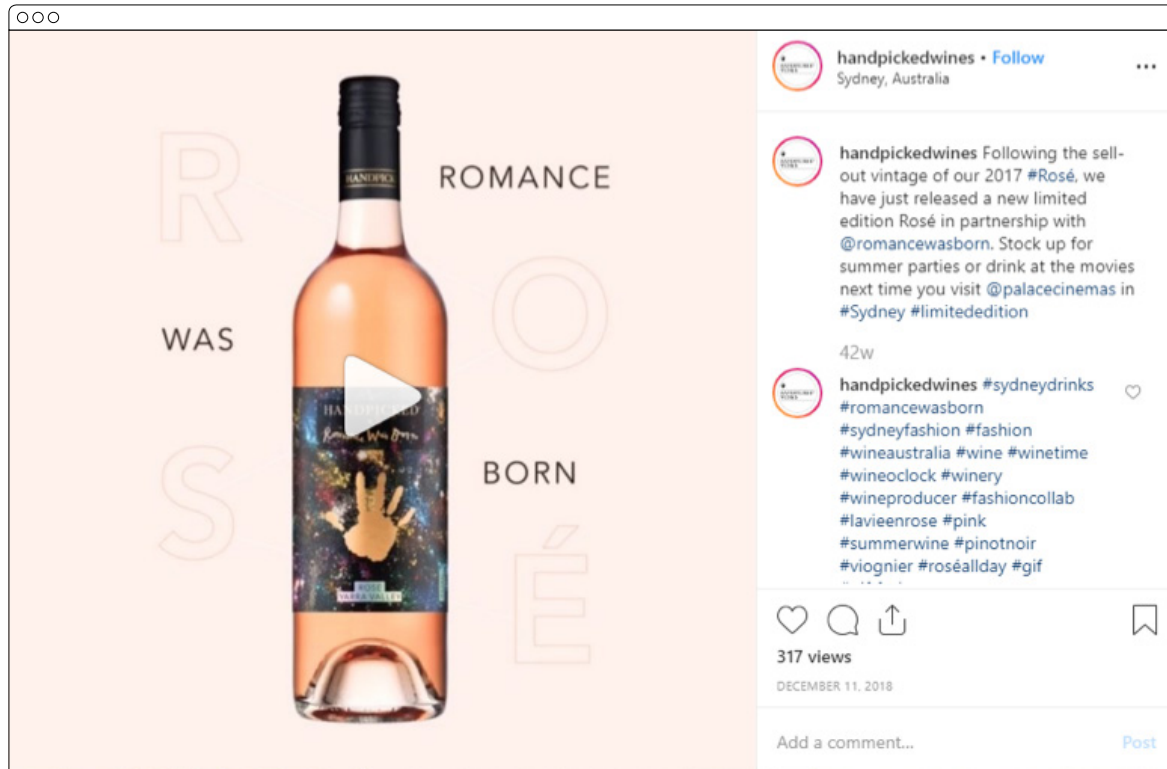 R
ROMANCE
O
WAS
S
BORN
É
HANDPICK
HANDPICKED
Romance Was Born
ROSÉ
YARRA VALLEY
handpickedwines • Follow
Sydney, Australia
handpickedwines Following the sell-
out vintage of our 2017 #Rosé, we
have just released a new limited
edition Rosé in partnership with
@romancewasborn. Stock up for
summer parties or drink at the movies
next time you visit @palacecinemas in
#Sydney #limitededition
42w
handpickedwines #sydneydrinks
#romancewasborn
#sydneyfashion #fashion
#wineaustralia #wine #winetime
#wineoclock #winery
#wineproducer #fashioncollab
#lavieenrose #pink
#summerwine #pinotnoir
#viognier #roséallday #gif
317 views
DECEMBER 11, 2018
Add a comment...
Post